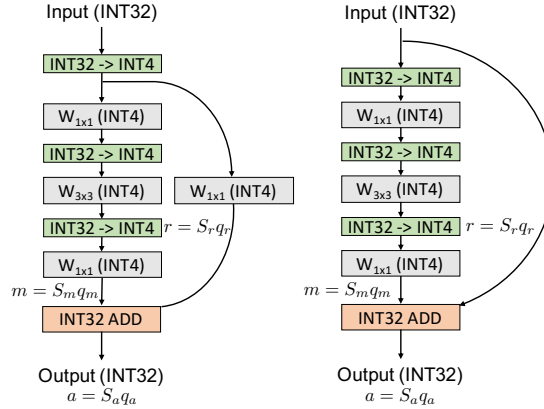 Input (INT32)
INT32 -> INT4
W1x1 (INT4)
INT32 -> INT4
W3x3 (INT4)
W1x1 (INT4)
INT32 -> INT4
r = Srqr
W1x1 (INT4)
m = Smqm
INT32 ADD
Output (INT32)
a = Saqa
Input (INT32)
INT32 -> INT4
W1x1 (INT4)
INT32 -> INT4
W3x3 (INT4)
INT32 -> INT4
r = Srqr
W1x1 (INT4)
m = Smqm
INT32 ADD
Output (INT32)
a = Saqa